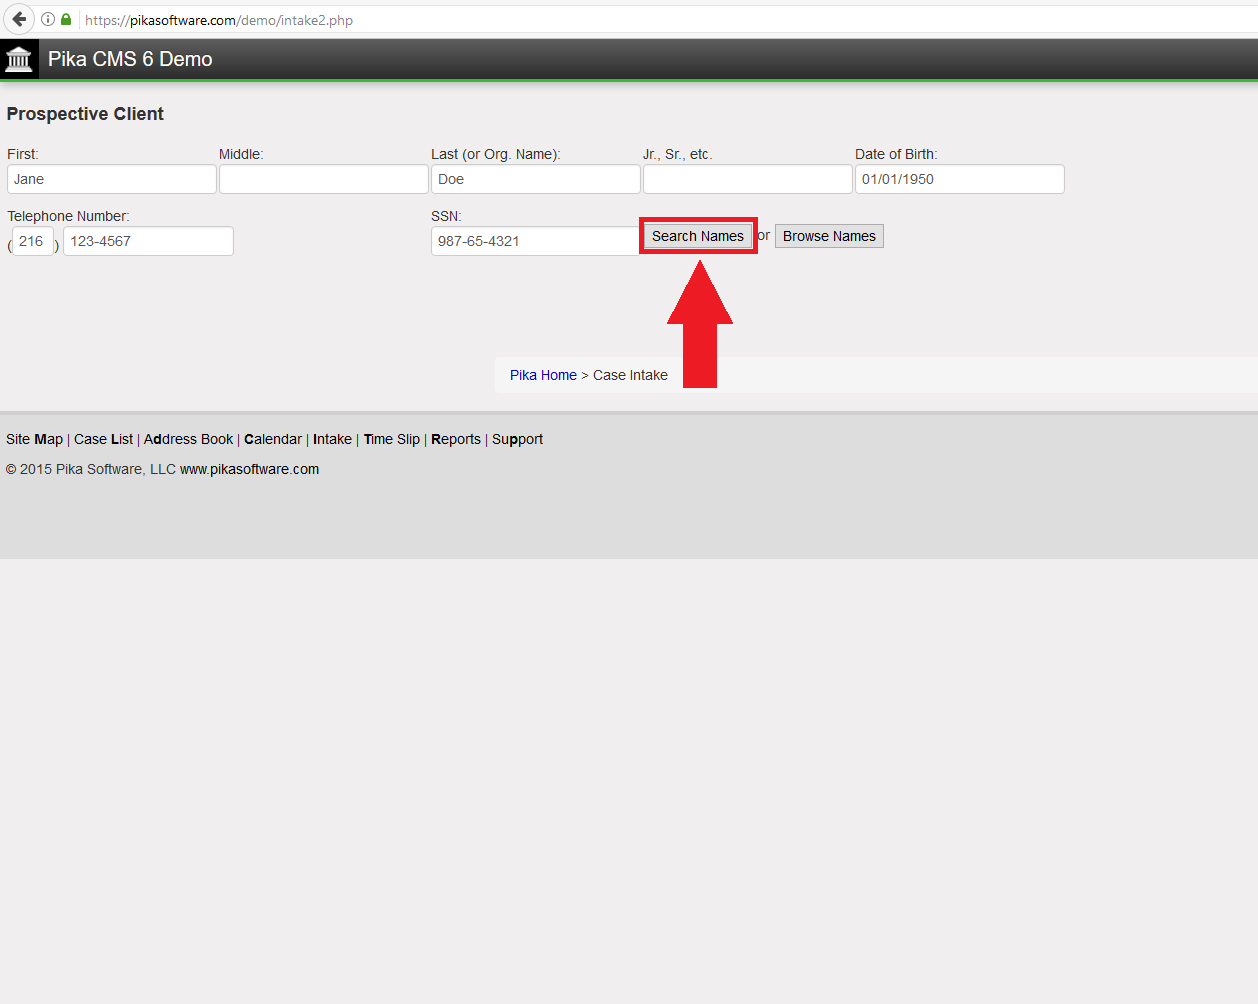 https://pikasoftware.com/demo/intake2.php
Pika CMS 6 Demo
Prospective Client
First: Middle: Last (or Org. Name): Jr., Sr., etc. Date of Birth:
Jane Doe 01/01/1950
Telephone Number: SSN:
(216) 123-4567 987-65-4321 Search Names or Browse Names
Pika Home > Case Intake
Site Map | Case List | Address Book | Calendar | Intake | Time Slip | Reports | Support
© 2015 Pika Software, LLC www.pikasoftware.com